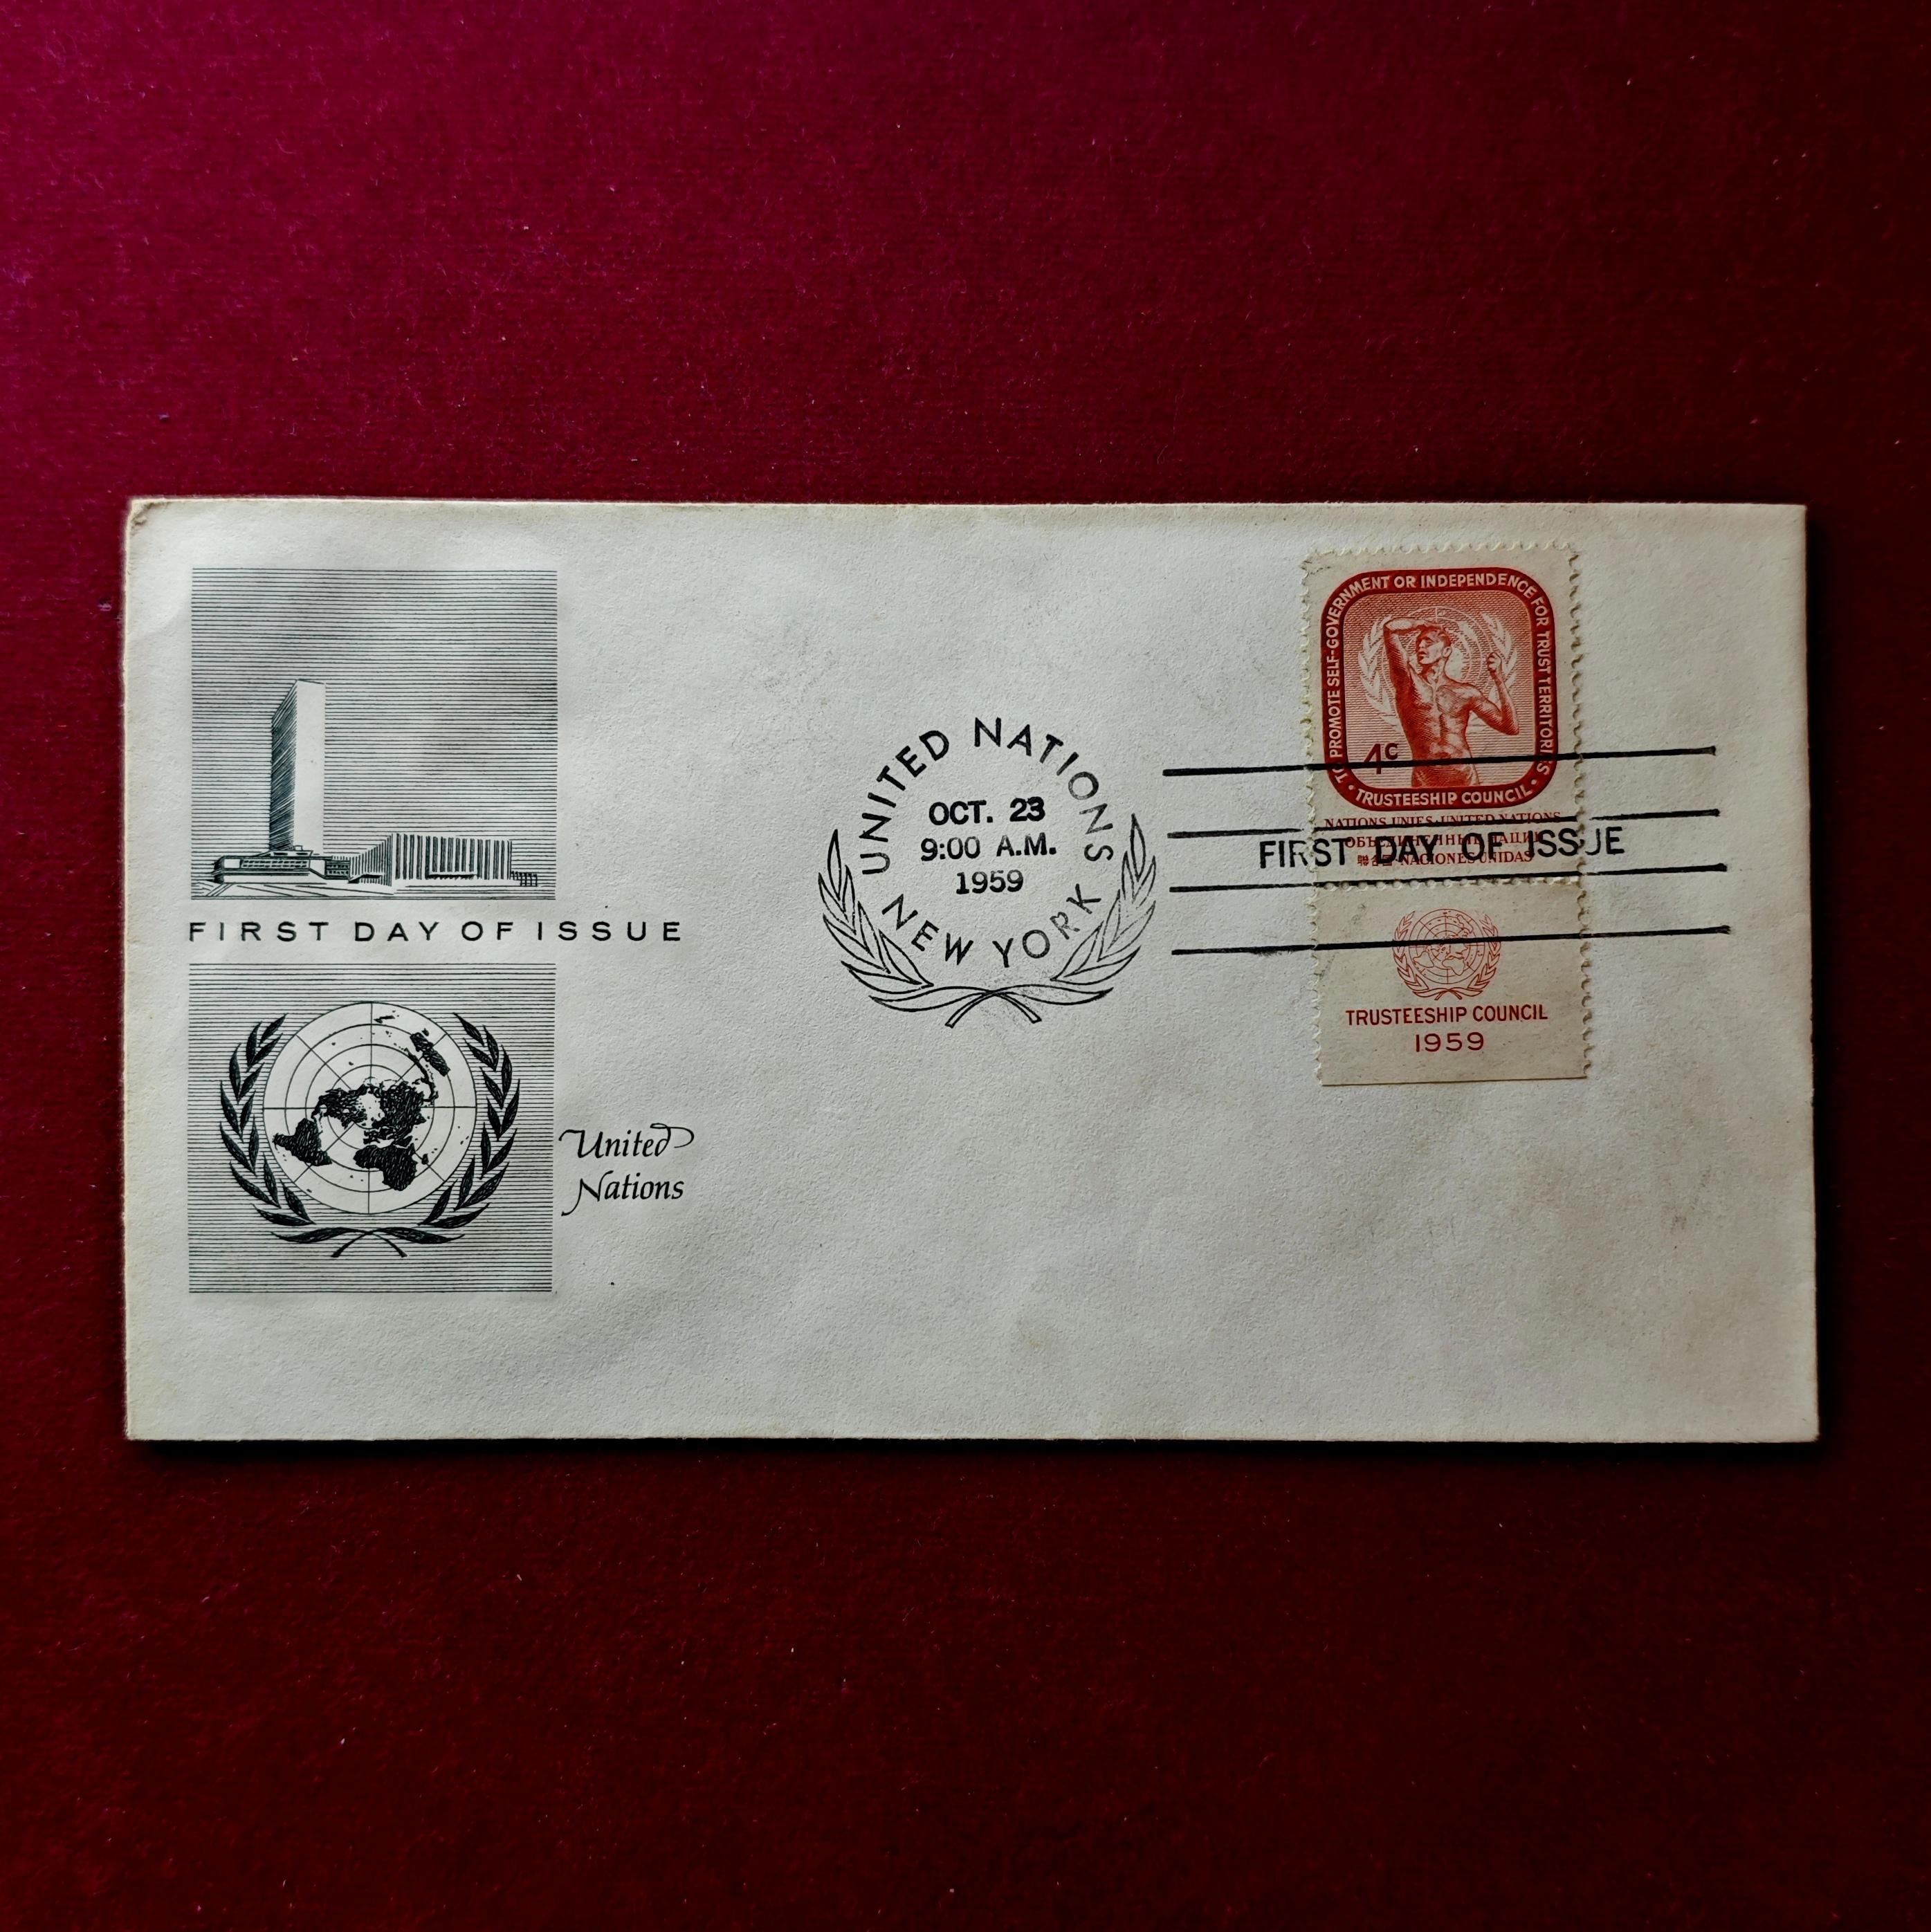 FIRST DAY OF ISSUE
United
Nations
UNITED NATIONS
OCT. 23
9:00 A.M.
1959
NEW YORK
TO PROMOTE SELF-GOVERNMENT OR INDEPENDENCE FOR TRUST TERRITORIES
4c
• TRUSTEESHIP COUNCIL •
NATIONS UNIES·UNITED NATIONS
NACIONES UNIDAS
FIRST DAY OF ISSUE
TRUSTEESHIP COUNCIL
1959